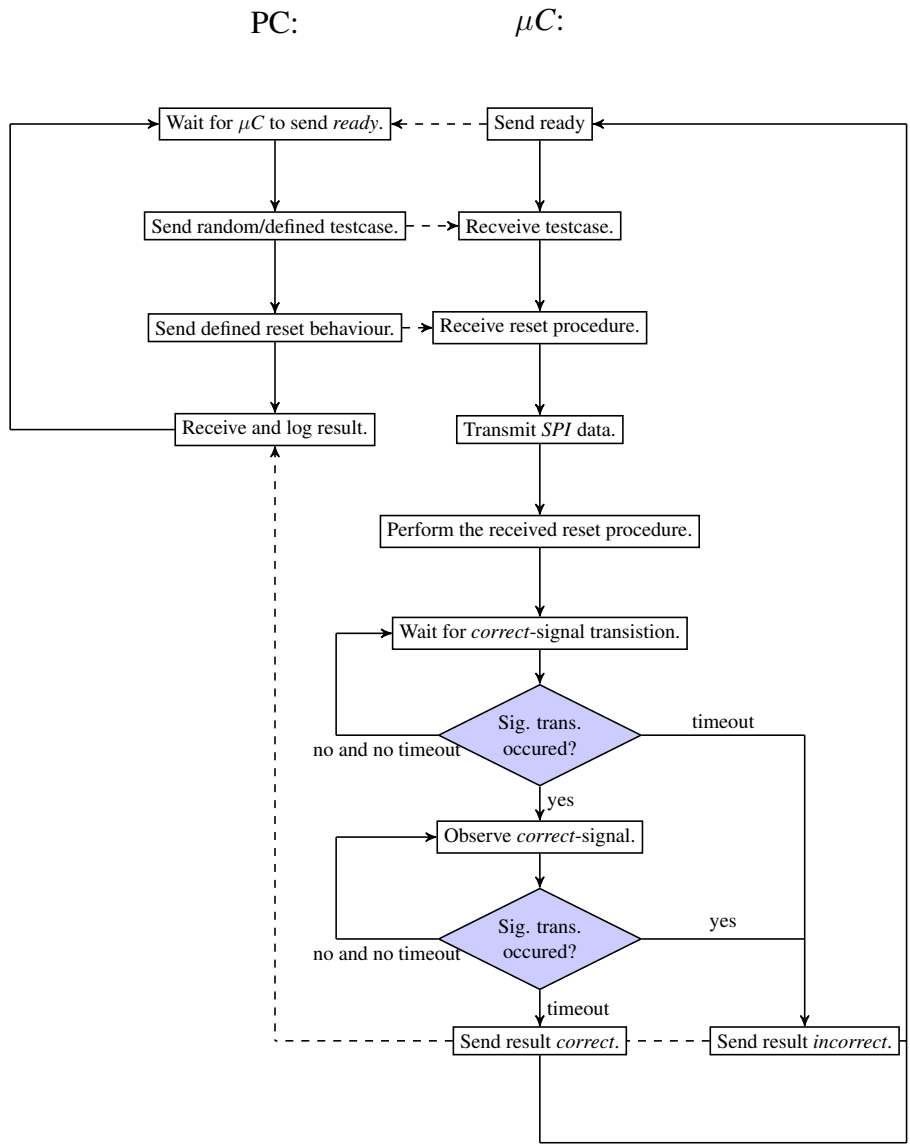 PC:
μC:
Wait for μC to send ready.
Send ready
Send random/defined testcase.
Recveive testcase.
Send defined reset behaviour.
Receive reset procedure.
Receive and log result.
Transmit SPI data.
Perform the received reset procedure.
Wait for correct-signal transistion.
Sig. trans.
occured?
timeout
no and no timeout
yes
Observe correct-signal.
Sig. trans.
occured?
yes
no and no timeout
timeout
Send result correct.
Send result incorrect.